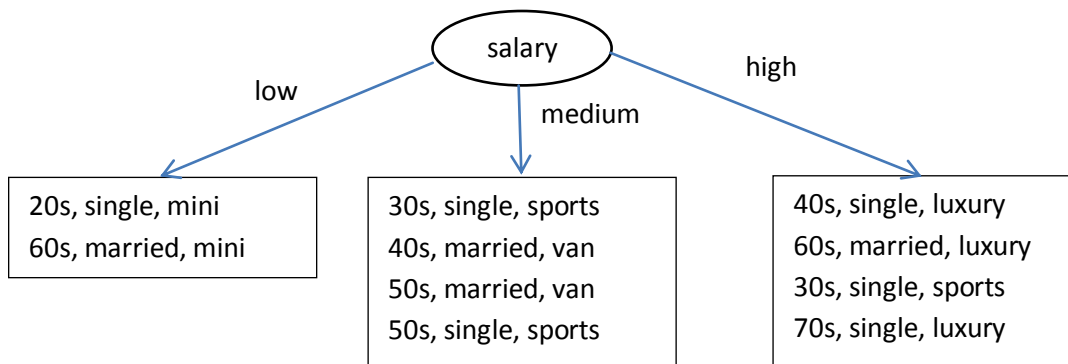 salary
low
medium
high
20s, single, mini
60s, married, mini
30s, single, sports
40s, married, van
50s, married, van
50s, single, sports
40s, single, luxury
60s, married, luxury
30s, single, sports
70s, single, luxury